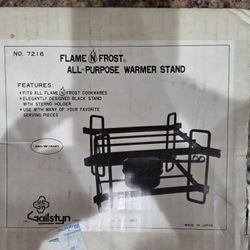 NO. 7216
FLAME N FROST®
ALL-PURPOSE WARMER STAND
FEATURES:
• FITS ALL FLAME N FROST COOKWARES
• ELEGANTLY DESIGNED BLACK STAND
WITH STERNO HOLDER
• USE WITH MANY OF YOUR FAVORITE
SERVING PIECES
Gailstyn
MADE IN JAPAN